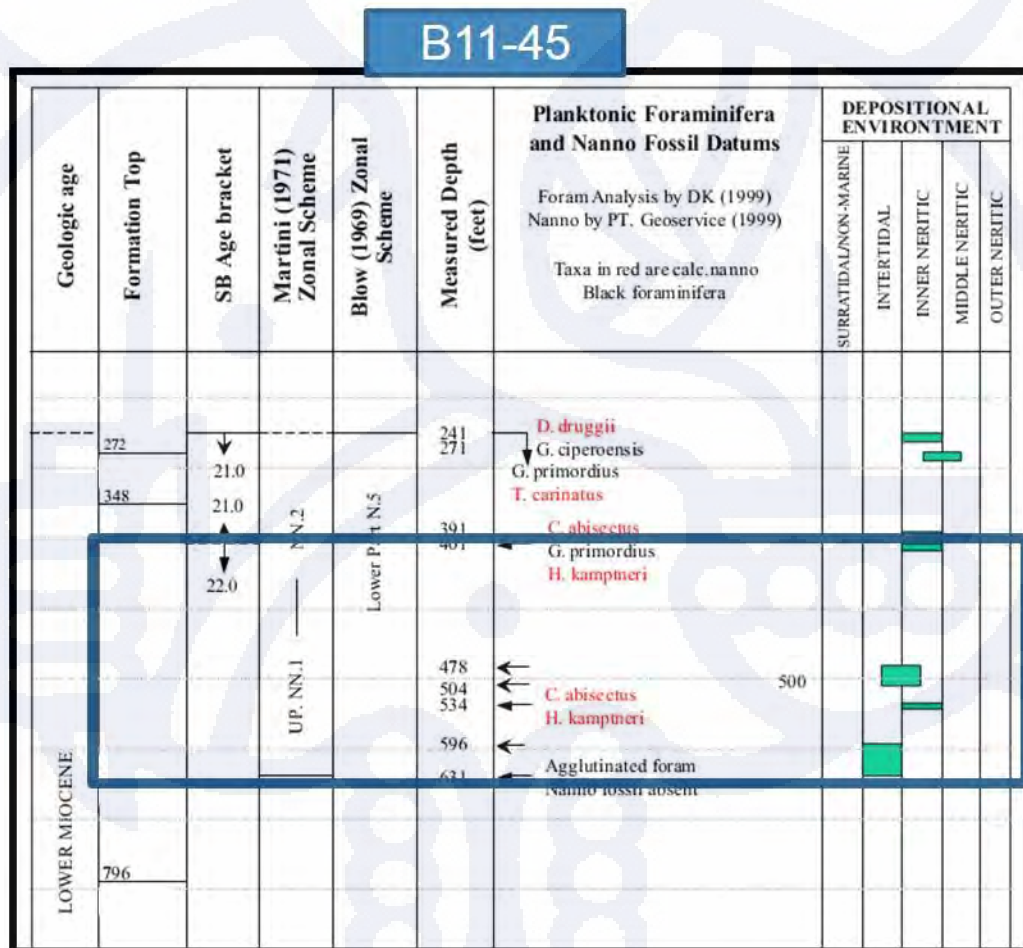 B11-45
Geologic age
Formation Top
SB Age bracket
Martini (1971)
Zonal Scheme
Blow (1969) Zonal
Scheme
Measured Depth
(feet)
Planktonic Foraminifera
and Nanno Fossil Datums
Foram Analysis by DK (1999)
Nanno by PT. Geoservice (1999)
Taxa in red are calc.nanno
Black foraminifera
DEPOSITIONAL
ENVIRONTMENT
SURRATIDAL/NON-MARINE
INTERTIDAL
INNER NERITIC
MIDDLE NERITIC
OUTER NERITIC
LOWER MIOCENE
272
348
796
21.0
21.0
22.0
UP. NN.1
NN.2
Lower Part N.5
241
271
391
401
478
504
534
596
631
D. druggii
G. ciperoensis
G. primordius
T. carinatus
C. abisectus
G. primordius
H. kamptneri
500
C. abisectus
H. kamptneri
Agglutinated foram
Nanno fossil absent